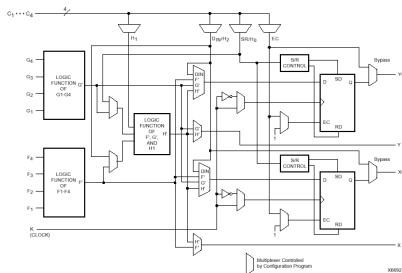 C1 • • • C4
4
H1
DIN/H2
SR/H0
EC
G4
G3
G2
G1
LOGIC
FUNCTION
OF
G1-G4
G'
DIN
F'
G'
H'
S/R
CONTROL
D
SD
Q
EC
RD
1
Bypass
LOGIC
FUNCTION
OF
F', G',
AND
H1
H'
G'
H'
Y
F4
F3
F2
F1
LOGIC
FUNCTION
OF
F1-F4
F'
DIN
F'
G'
H'
S/R
CONTROL
D
SD
Q
EC
RD
1
Bypass
K
(CLOCK)
H'
F'
X
Multiplexer Controlled
by Configuration Program
X6692